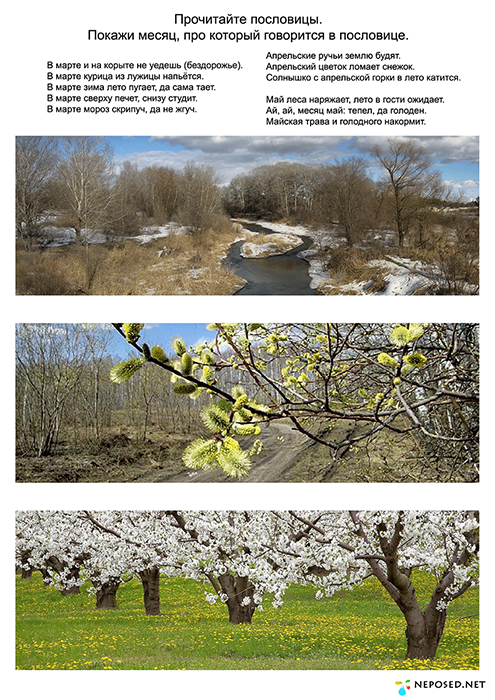 Прочитайте пословицы.
Покажи месяц, про который говорится в пословице.
В марте и на корыте не уедешь (бездорожье).
В марте курица из лужицы напьётся.
В марте зима лето пугает, да сама тает.
В марте сверху печет, снизу студит.
В марте мороз скрипуч, да не жгуч.
Апрельские ручьи землю будят.
Апрельский цветок ломает снежок.
Солнышко с апрельской горки в лето катится.
Май леса наряжает, лето в гости ожидает.
Ай, ай, месяц май: тепел, да голоден.
Майская трава и голодного накормит.
NEPOSED.NET